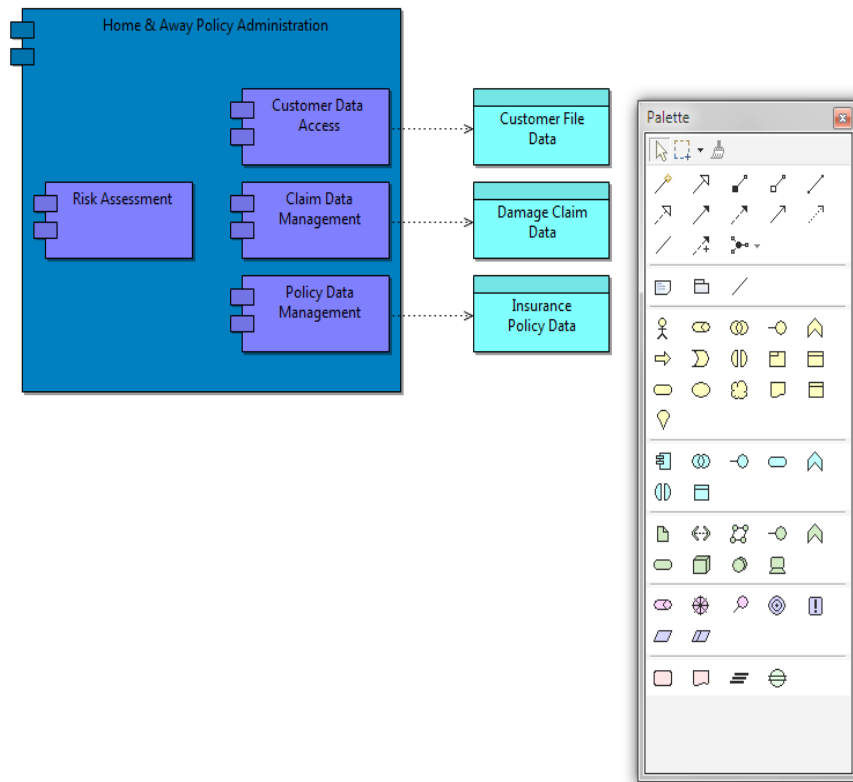 Home & Away Policy Administration
Customer Data
Access
Customer File
Data
Risk Assessment
Claim Data
Management
Damage Claim
Data
Policy Data
Management
Insurance
Policy Data
Palette